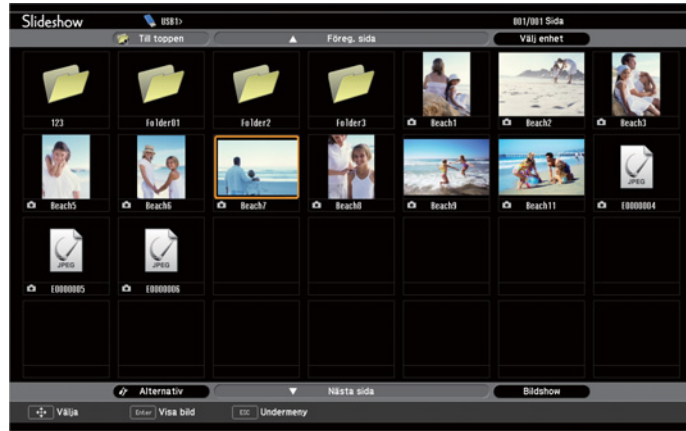 Slideshow USB1> 001/001 Sida
Till toppen Föreg. sida Välj enhet
123 Folder01 Folder2 Folder3 Beach1 Beach2 Beach3
Beach5 Beach6 Beach7 Beach8 Beach9 Beach11 JPEG E0000004
JPEG E0000005 JPEG E0000006
Alternativ Nästa sida Bildshow
Välja Enter Visa bild ESC Undermeny